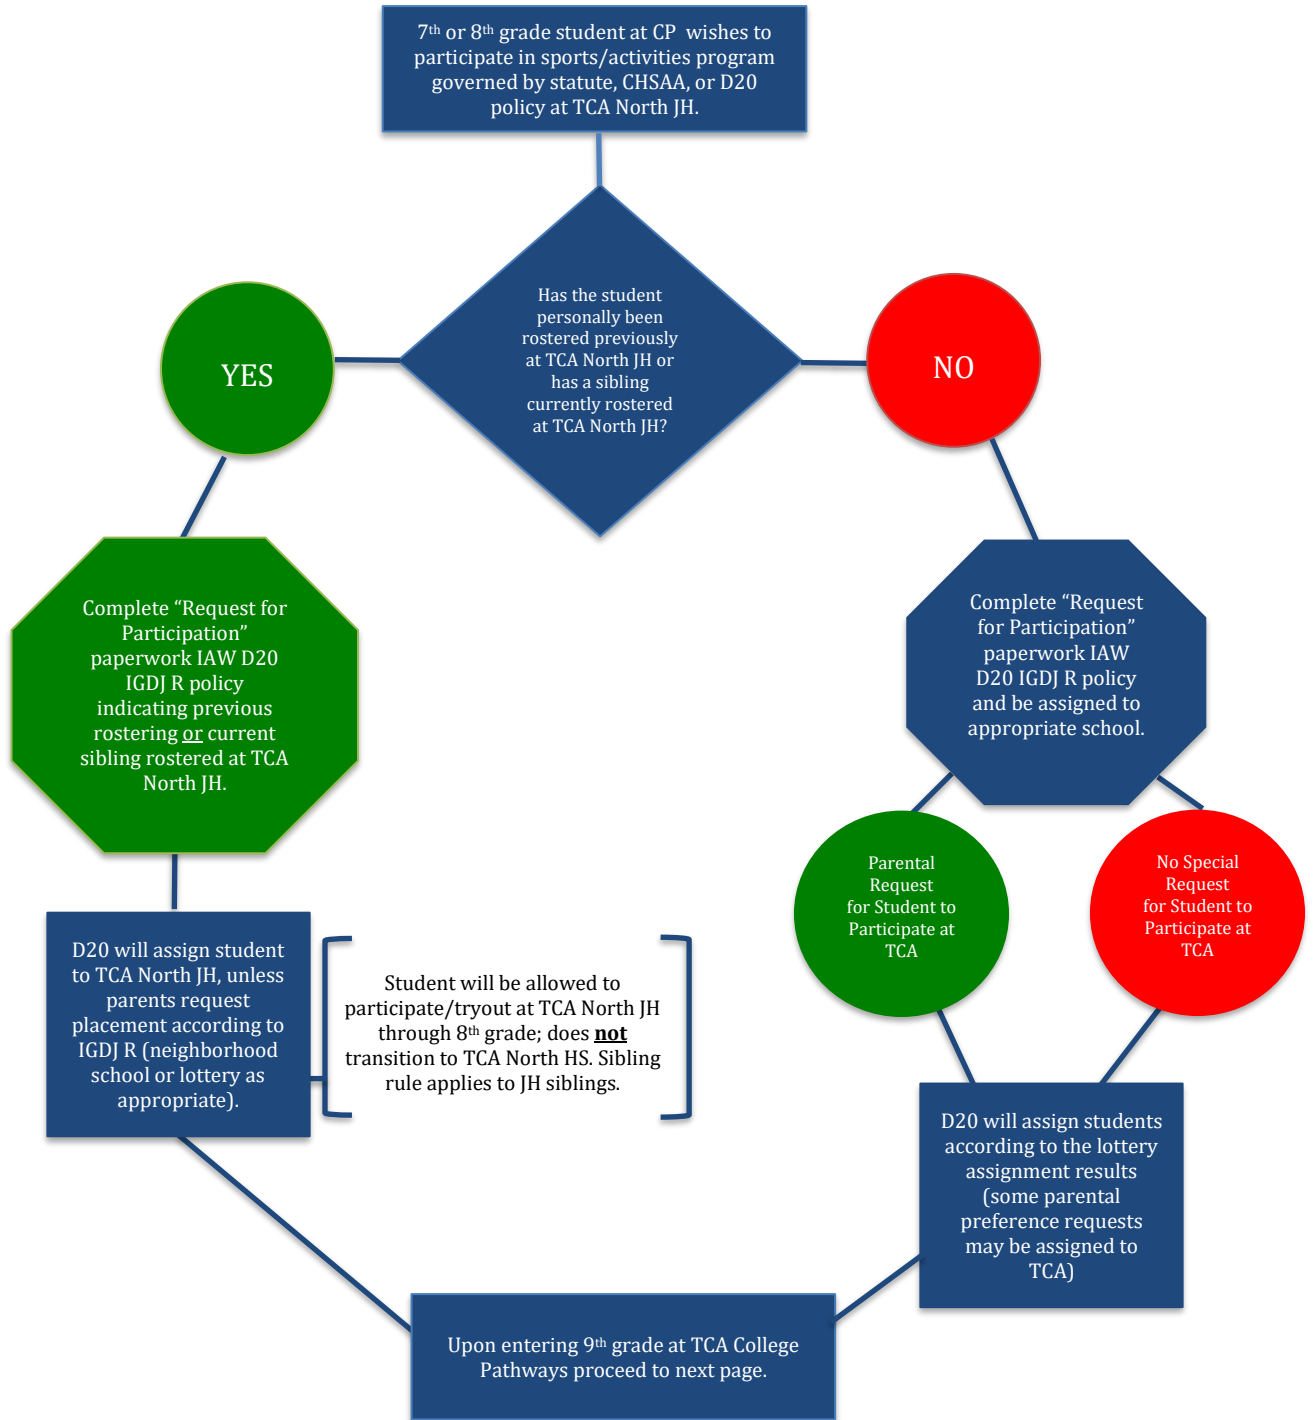 7th or 8th grade student at CP wishes to
participate in sports/activities program
governed by statute, CHSAA, or D20
policy at TCA North JH.
Has the student
personally been
rostered previously
at TCA North JH or
has a sibling
currently rostered
at TCA North JH?
YES
NO
Complete “Request for
Participation”
paperwork IAW D20
IGDJ R policy
indicating previous
rostering or current
sibling rostered at TCA
North JH.
Complete “Request
for Participation”
paperwork IAW
D20 IGDJ R policy
and be assigned to
appropriate school.
Parental
Request
for Student to
Participate at
TCA
No Special
Request
for Student to
Participate at
TCA
D20 will assign student
to TCA North JH, unless
parents request
placement according to
IGDJ R (neighborhood
school or lottery as
appropriate).
Student will be allowed to
participate/tryout at TCA North JH
through 8th grade; does not
transition to TCA North HS. Sibling
rule applies to JH siblings.
D20 will assign students
according to the lottery
assignment results
(some parental
preference requests
may be assigned to
TCA)
Upon entering 9th grade at TCA College
Pathways proceed to next page.